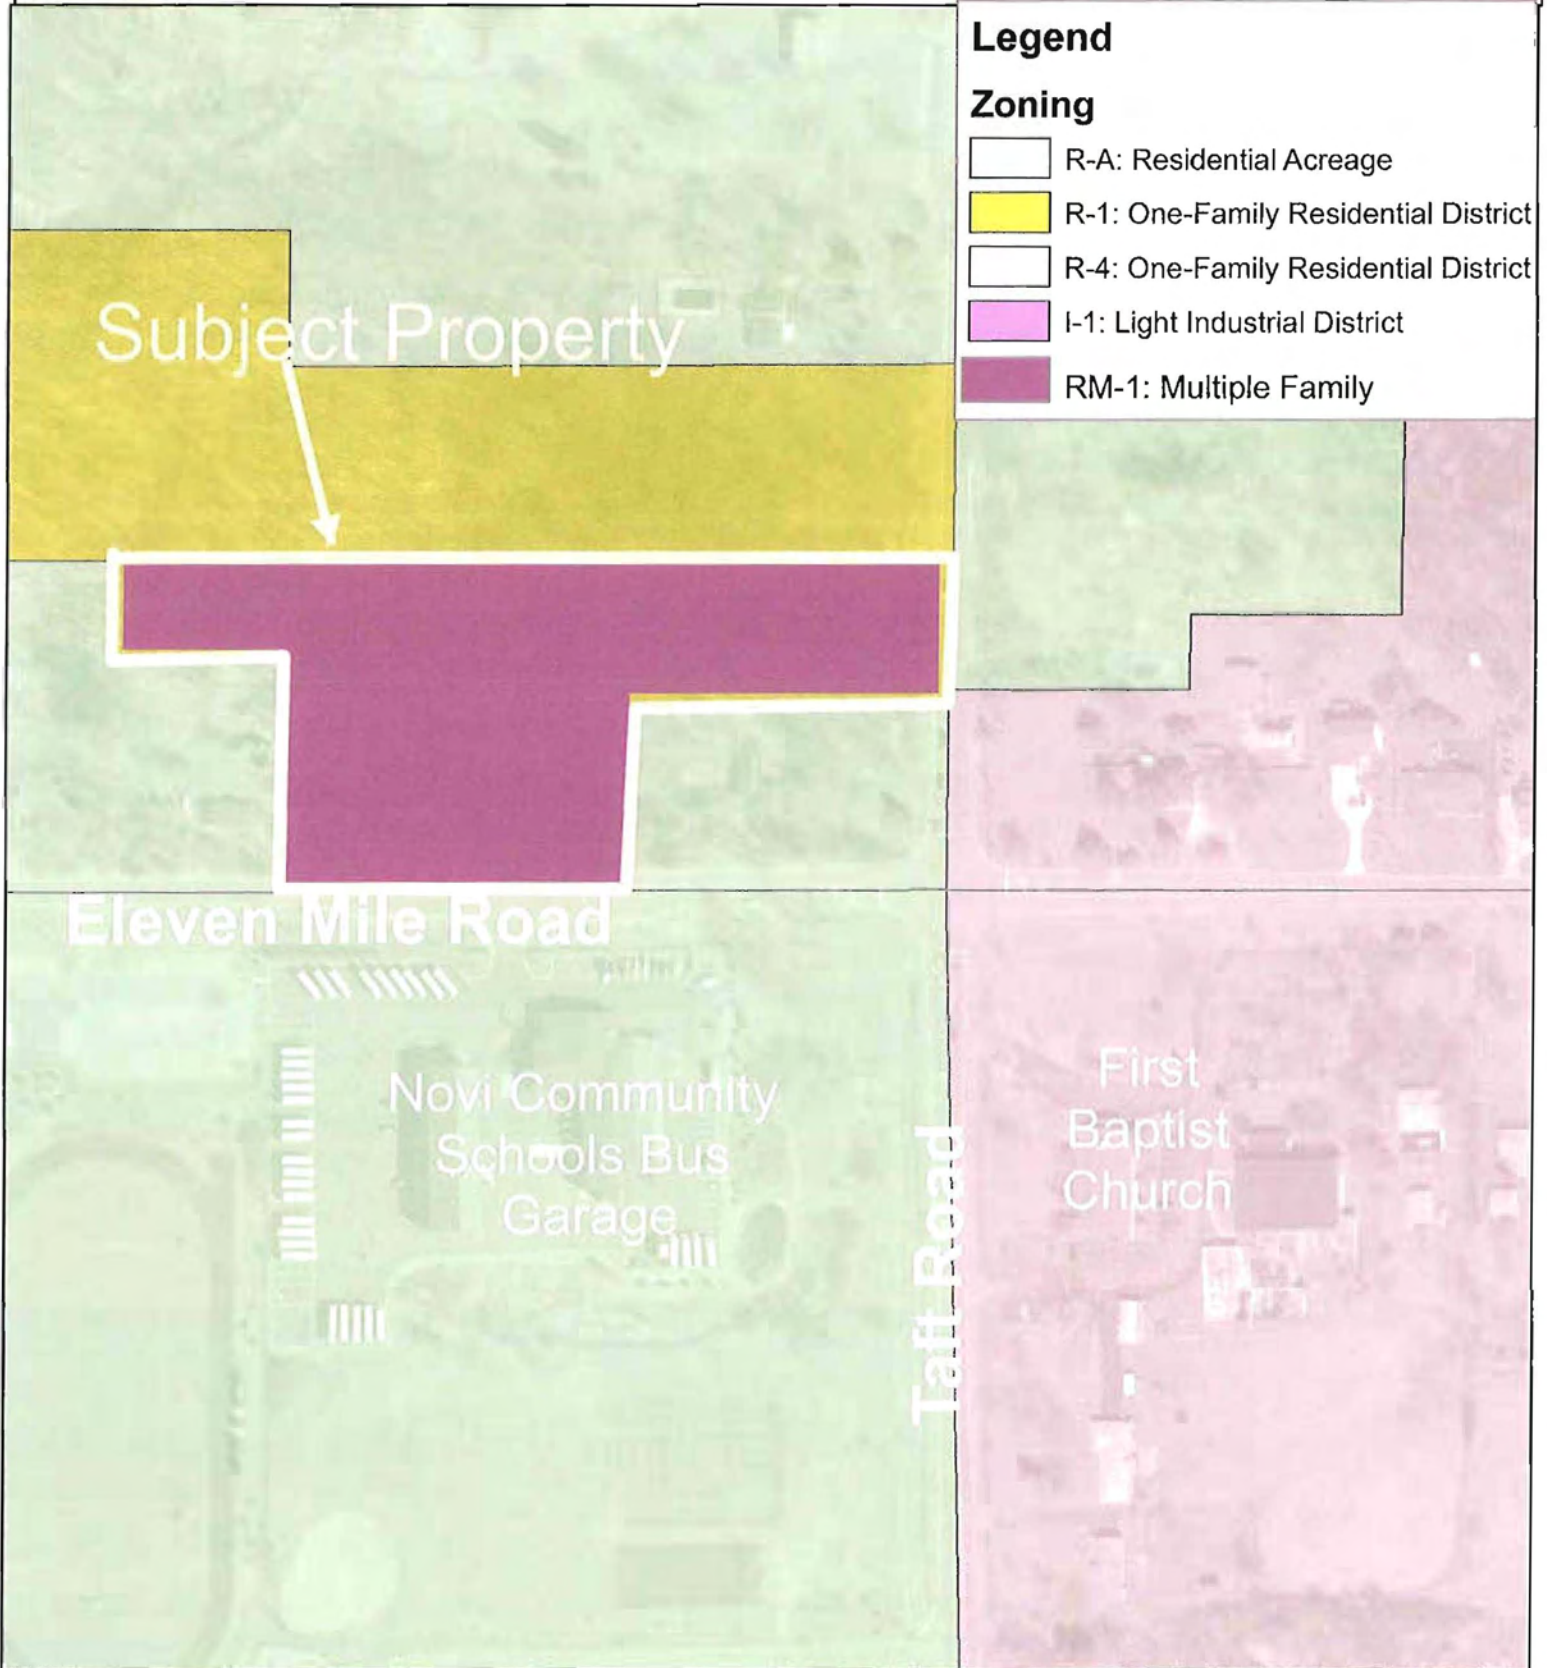 Legend
Zoning
R-A: Residential Acreage
R-1: One-Family Residential District
R-4: One-Family Residential District
I-1: Light Industrial District
RM-1: Multiple Family
Subject Property
Eleven Mile Road
Novi Community
Schools Bus
Garage
Taft Road
First
Baptist
Church